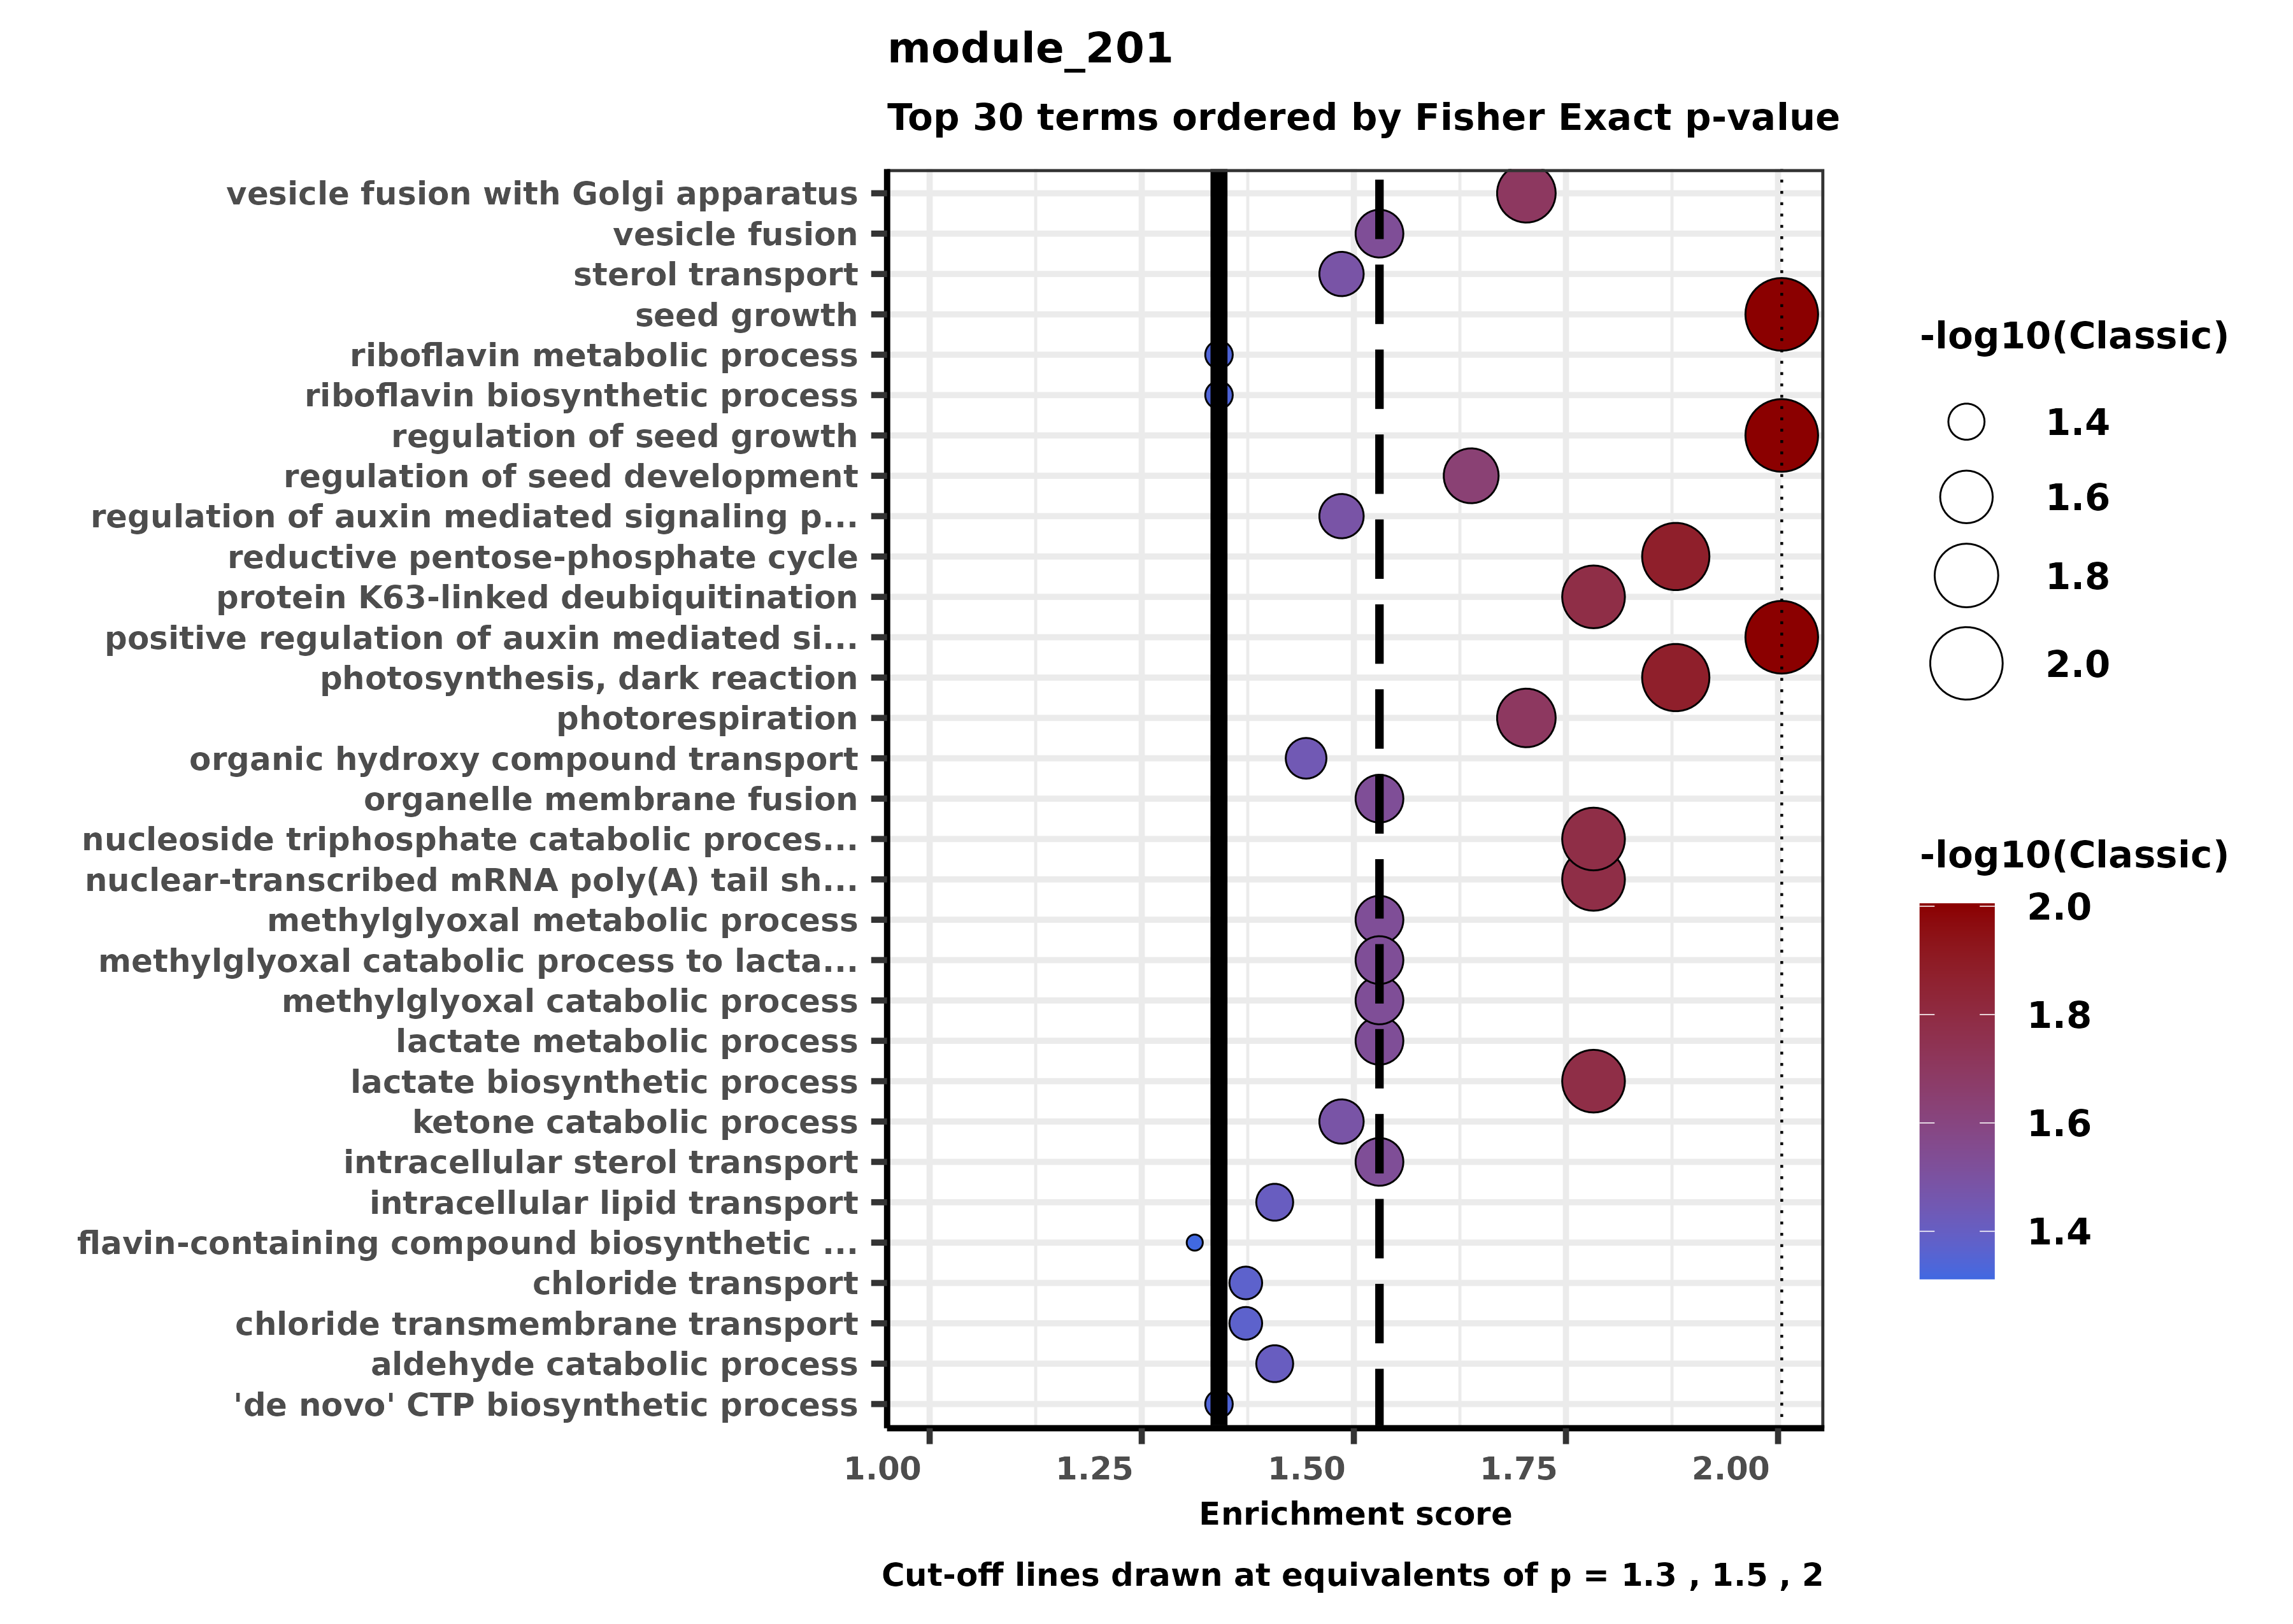 module_201
Top 30 terms ordered by Fisher Exact p-value
vesicle fusion with Golgi apparatus
vesicle fusion
sterol transport
seed growth
riboflavin metabolic process
riboflavin biosynthetic process
regulation of seed growth
regulation of seed development
regulation of auxin mediated signaling p...
reductive pentose-phosphate cycle
protein K63-linked deubiquitination
positive regulation of auxin mediated si...
photosynthesis, dark reaction
photorespiration
organic hydroxy compound transport
organelle membrane fusion
nucleoside triphosphate catabolic proces...
nuclear-transcribed mRNA poly(A) tail sh...
methylglyoxal metabolic process
methylglyoxal catabolic process to lacta...
methylglyoxal catabolic process
lactate metabolic process
lactate biosynthetic process
ketone catabolic process
intracellular sterol transport
intracellular lipid transport
flavin-containing compound biosynthetic ...
chloride transport
chloride transmembrane transport
aldehyde catabolic process
'de novo' CTP biosynthetic process
1.00 1.25 1.50 1.75 2.00
Enrichment score
Cut-off lines drawn at equivalents of p = 1.3 , 1.5 , 2
-log10(Classic)
1.4
1.6
1.8
2.0
-log10(Classic)
2.0
1.8
1.6
1.4